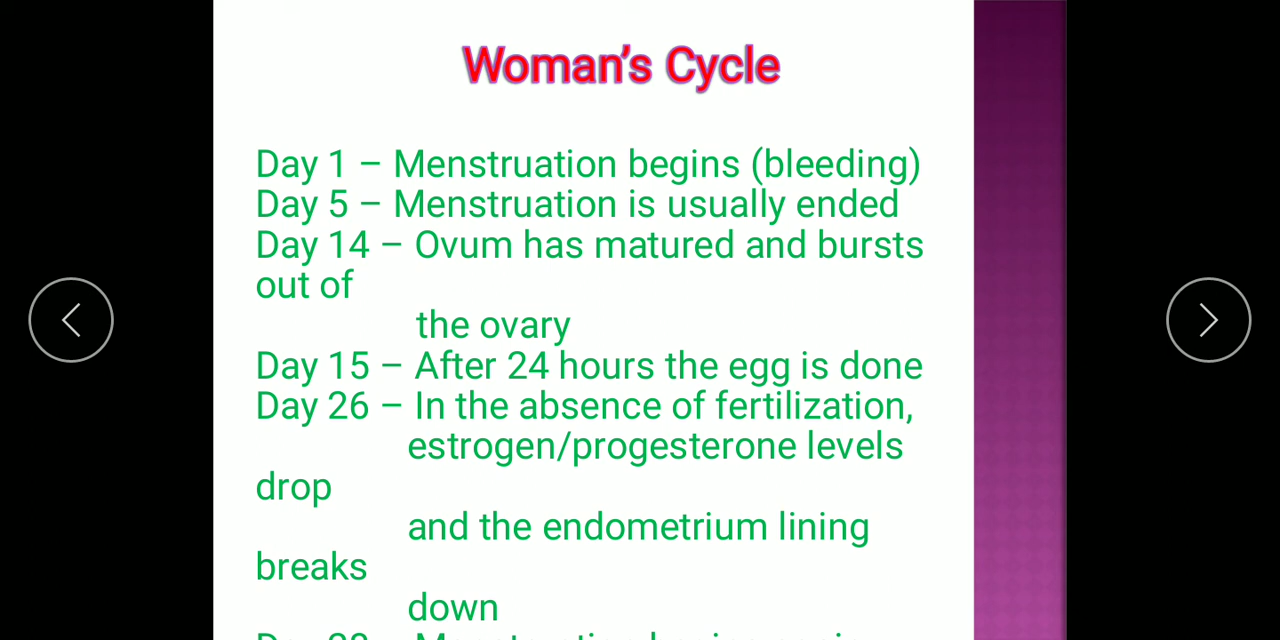 Woman’s Cycle
Day 1 – Menstruation begins (bleeding)
Day 5 – Menstruation is usually ended
Day 14 – Ovum has matured and bursts
out of
the ovary
Day 15 – After 24 hours the egg is done
Day 26 – In the absence of fertilization,
estrogen/progesterone levels
drop
and the endometrium lining
breaks
down